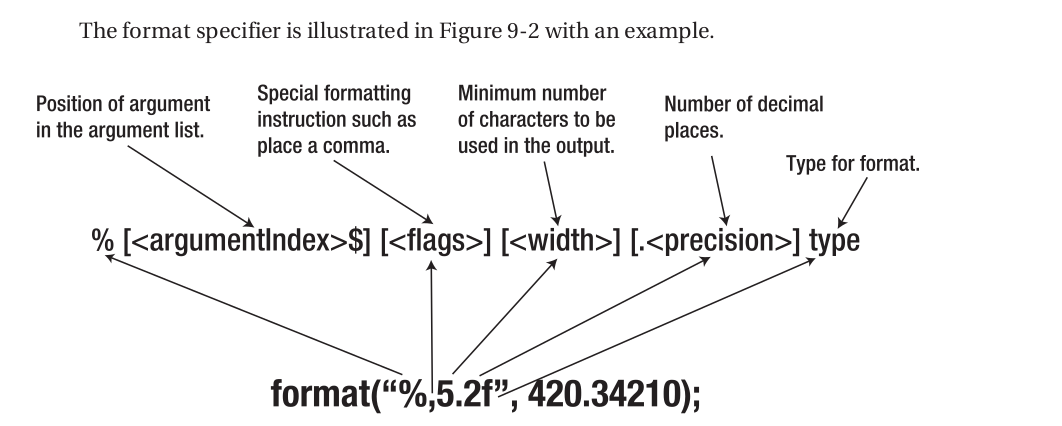 The format specifier is illustrated in Figure 9-2 with an example.
Position of argument
in the argument list.
Special formatting
instruction such as
place a comma.
Minimum number
of characters to be
used in the output.
Number of decimal
places.
Type for format.
% [<argumentIndex>$] [<flags>] [<width>] [.<precision>] type
format(“%,5.2f”, 420.34210);